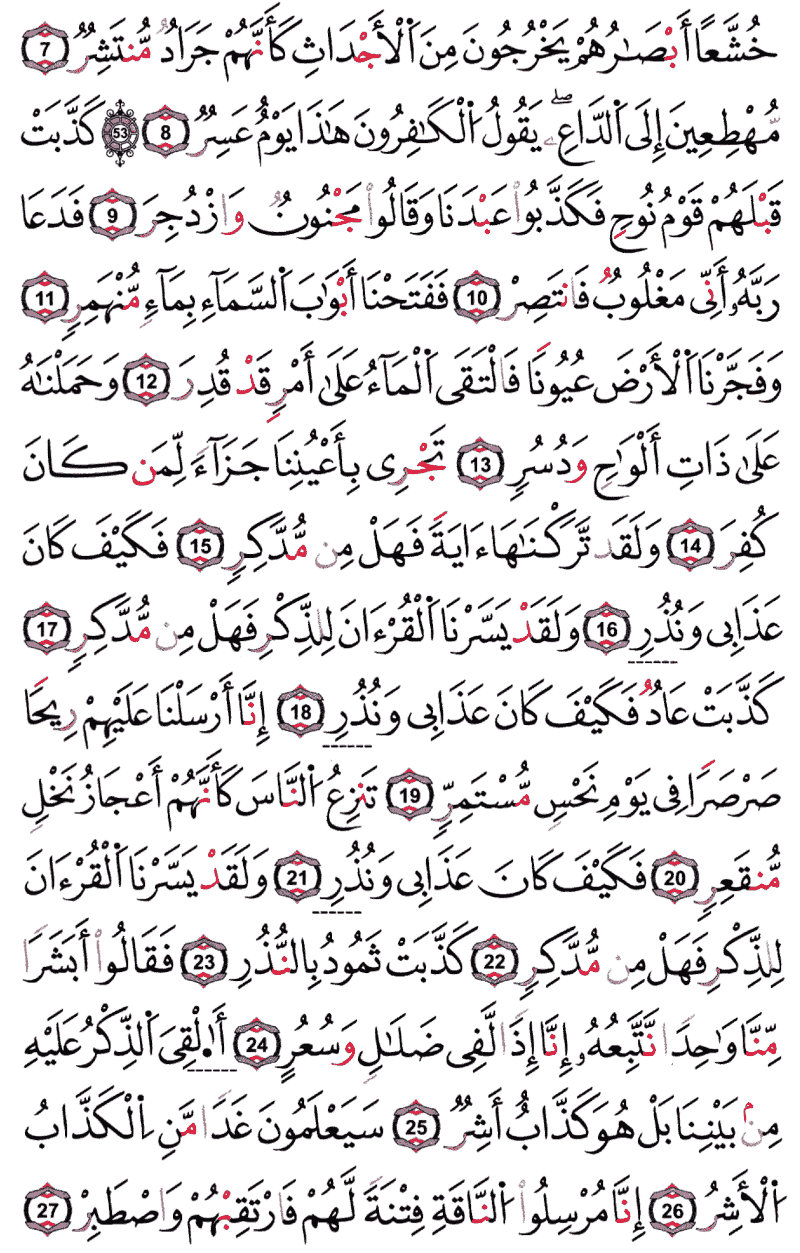 خُشَّعًا أَبْصَٰرُهُمْ يَخْرُجُونَ مِنَ ٱلْأَجْدَاثِ كَأَنَّهُمْ جَرَادٌ مُّنتَشِرٌ 7
مُّهْطِعِينَ إِلَى ٱلدَّاعِۦ ۖ يَقُولُ ٱلْكَٰفِرُونَ هَٰذَا يَوْمٌ عَسِرٌ 8 53 كَذَّبَتْ
قَبْلَهُمْ قَوْمُ نُوحٍ فَكَذَّبُوا۟ عَبْدَنَا وَقَالُوا۟ مَجْنُونٌ وَٱزْدُجِرَ 9 فَدَعَا
رَبَّهُۥ أَنِّى مَغْلُوبٌ فَٱنتَصِرْ 10 فَفَتَحْنَا أَبْوَٰبَ ٱلسَّمَآءِ بِمَآءٍ مُّنْهَمِرٍ 11
وَفَجَّرْنَا ٱلْأَرْضَ عُيُونًا فَٱلْتَقَى ٱلْمَآءُ عَلَىٰ أَمْرٍ قَدْ قُدِرَ 12 وَحَمَلْنَٰهُ
عَلَىٰ ذَاتِ أَلْوَٰحٍ وَدُسُرٍ 13 تَجْرِى بِأَعْيُنِنَا جَزَآءً لِّمَن كَانَ
كُفِرَ 14 وَلَقَد تَّرَكْنَٰهَا ءَايَةً فَهَلْ مِن مُّدَّكِرٍ 15 فَكَيْفَ كَانَ
عَذَابِى وَنُذُرِ 16 وَلَقَدْ يَسَّرْنَا ٱلْقُرْءَانَ لِلذِّكْرِ فَهَلْ مِن مُّدَّكِرٍ 17
كَذَّبَتْ عَادٌ فَكَيْفَ كَانَ عَذَابِى وَنُذُرِ 18 إِنَّا أَرْسَلْنَا عَلَيْهِمْ رِيحًا
صَرْصَرًا فِى يَوْمِ نَحْسٍ مُّسْتَمِرٍّ 19 تَنزِعُ ٱلنَّاسَ كَأَنَّهُمْ أَعْجَازُ نَخْلٍ
مُّنقَعِرٍ 20 فَكَيْفَ كَانَ عَذَابِى وَنُذُرِ 21 وَلَقَدْ يَسَّرْنَا ٱلْقُرْءَانَ
لِلذِّكْرِ فَهَلْ مِن مُّدَّكِرٍ 22 كَذَّبَتْ ثَمُودُ بِٱلنُّذُرِ 23 فَقَالُوا۟ أَبَشَرًا
مِّنَّا وَٰحِدًا نَّتَّبِعُهُۥ إِنَّا إِذًا لَّفِى ضَلَٰلٍ وَسُعُرٍ 24 أَ۟لْقِىَ ٱلذِّكْرُ عَلَيْهِ
مِنۢ بَيْنِنَا بَلْ هُوَ كَذَّابٌ أَشِرٌ 25 سَيَعْلَمُونَ غَدًا مَّنِ ٱلْكَذَّابُ
ٱلْأَشِرُ 26 إِنَّا مُرْسِلُوا۟ ٱلنَّاقَةِ فِتْنَةً لَّهُمْ فَٱرْتَقِبْهُمْ وَٱصْطَبِرْ 27